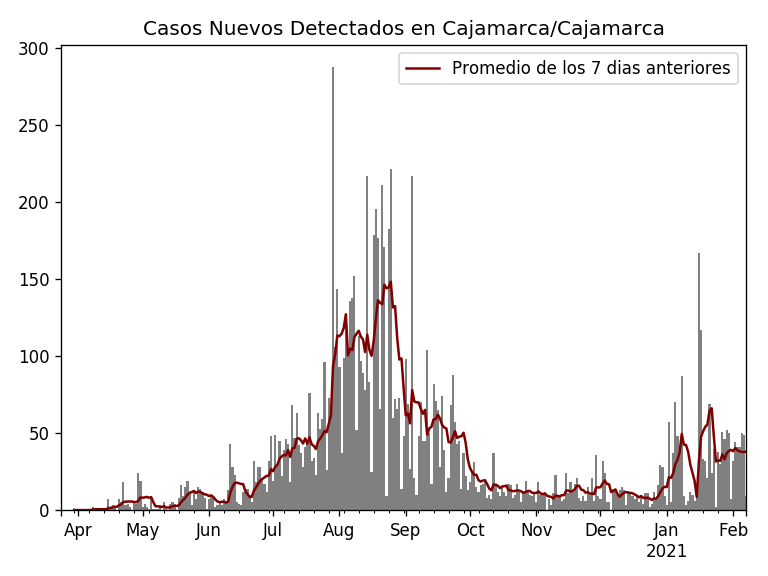 Casos Nuevos Detectados en Cajamarca/Cajamarca
Promedio de los 7 dias anteriores
300
250
200
150
100
50
0
Apr May Jun Jul Aug Sep Oct Nov Dec Jan Feb
2021